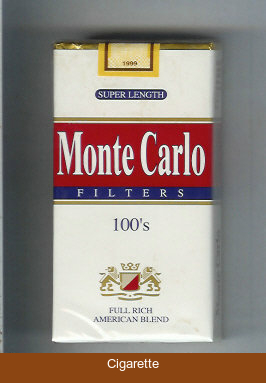 1999
SUPER LENGTH
Monte Carlo
FILTERS
100's
FULL RICH
AMERICAN BLEND
Cigarette